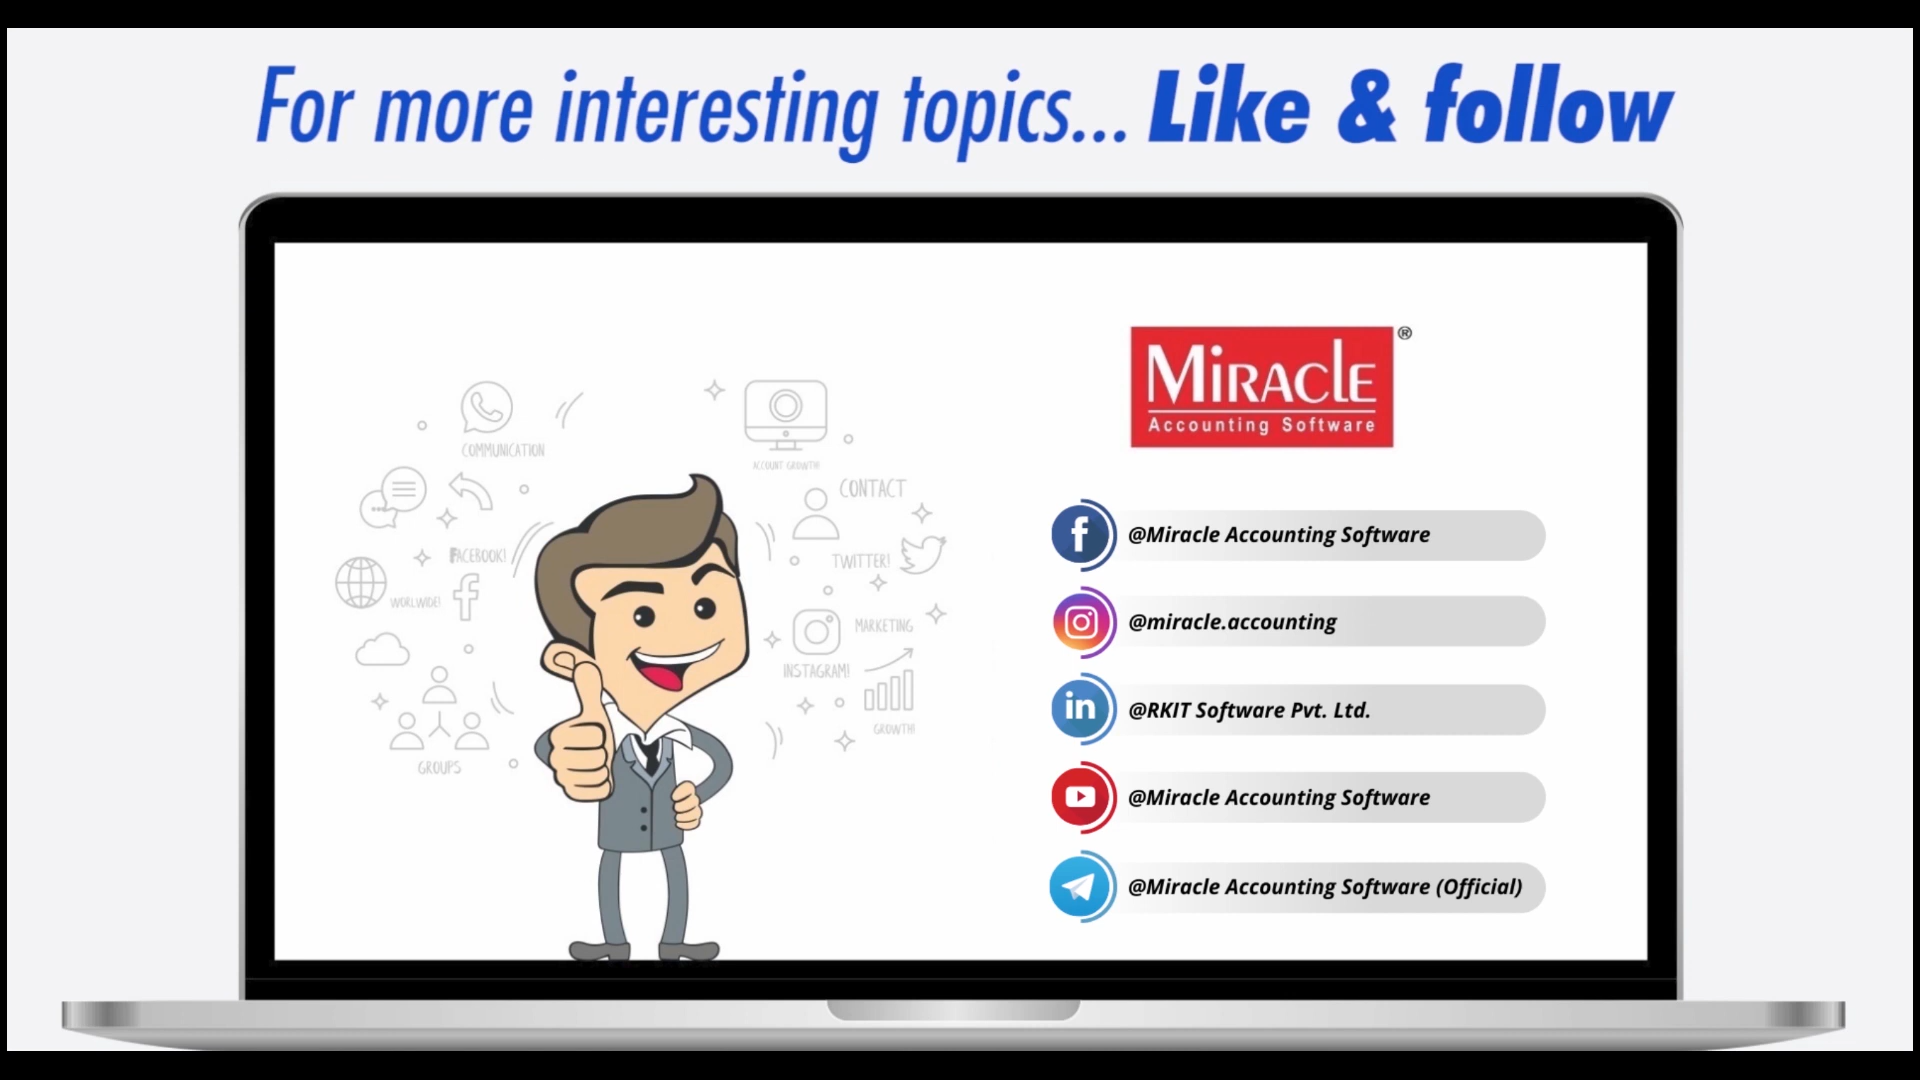 For more interesting topics... Like & follow
MiRACLE ®
Accounting Software
COMMUNICATION
ACCOUNT GROWTH!
CONTACT
FACEBOOK!
TWITTER!
WORLWIDE!
MARKETING
INSTAGRAM!
GROWTH!
GROUPS
@Miracle Accounting Software
@miracle.accounting
in
@RKIT Software Pvt. Ltd.
@Miracle Accounting Software
@Miracle Accounting Software (Official)